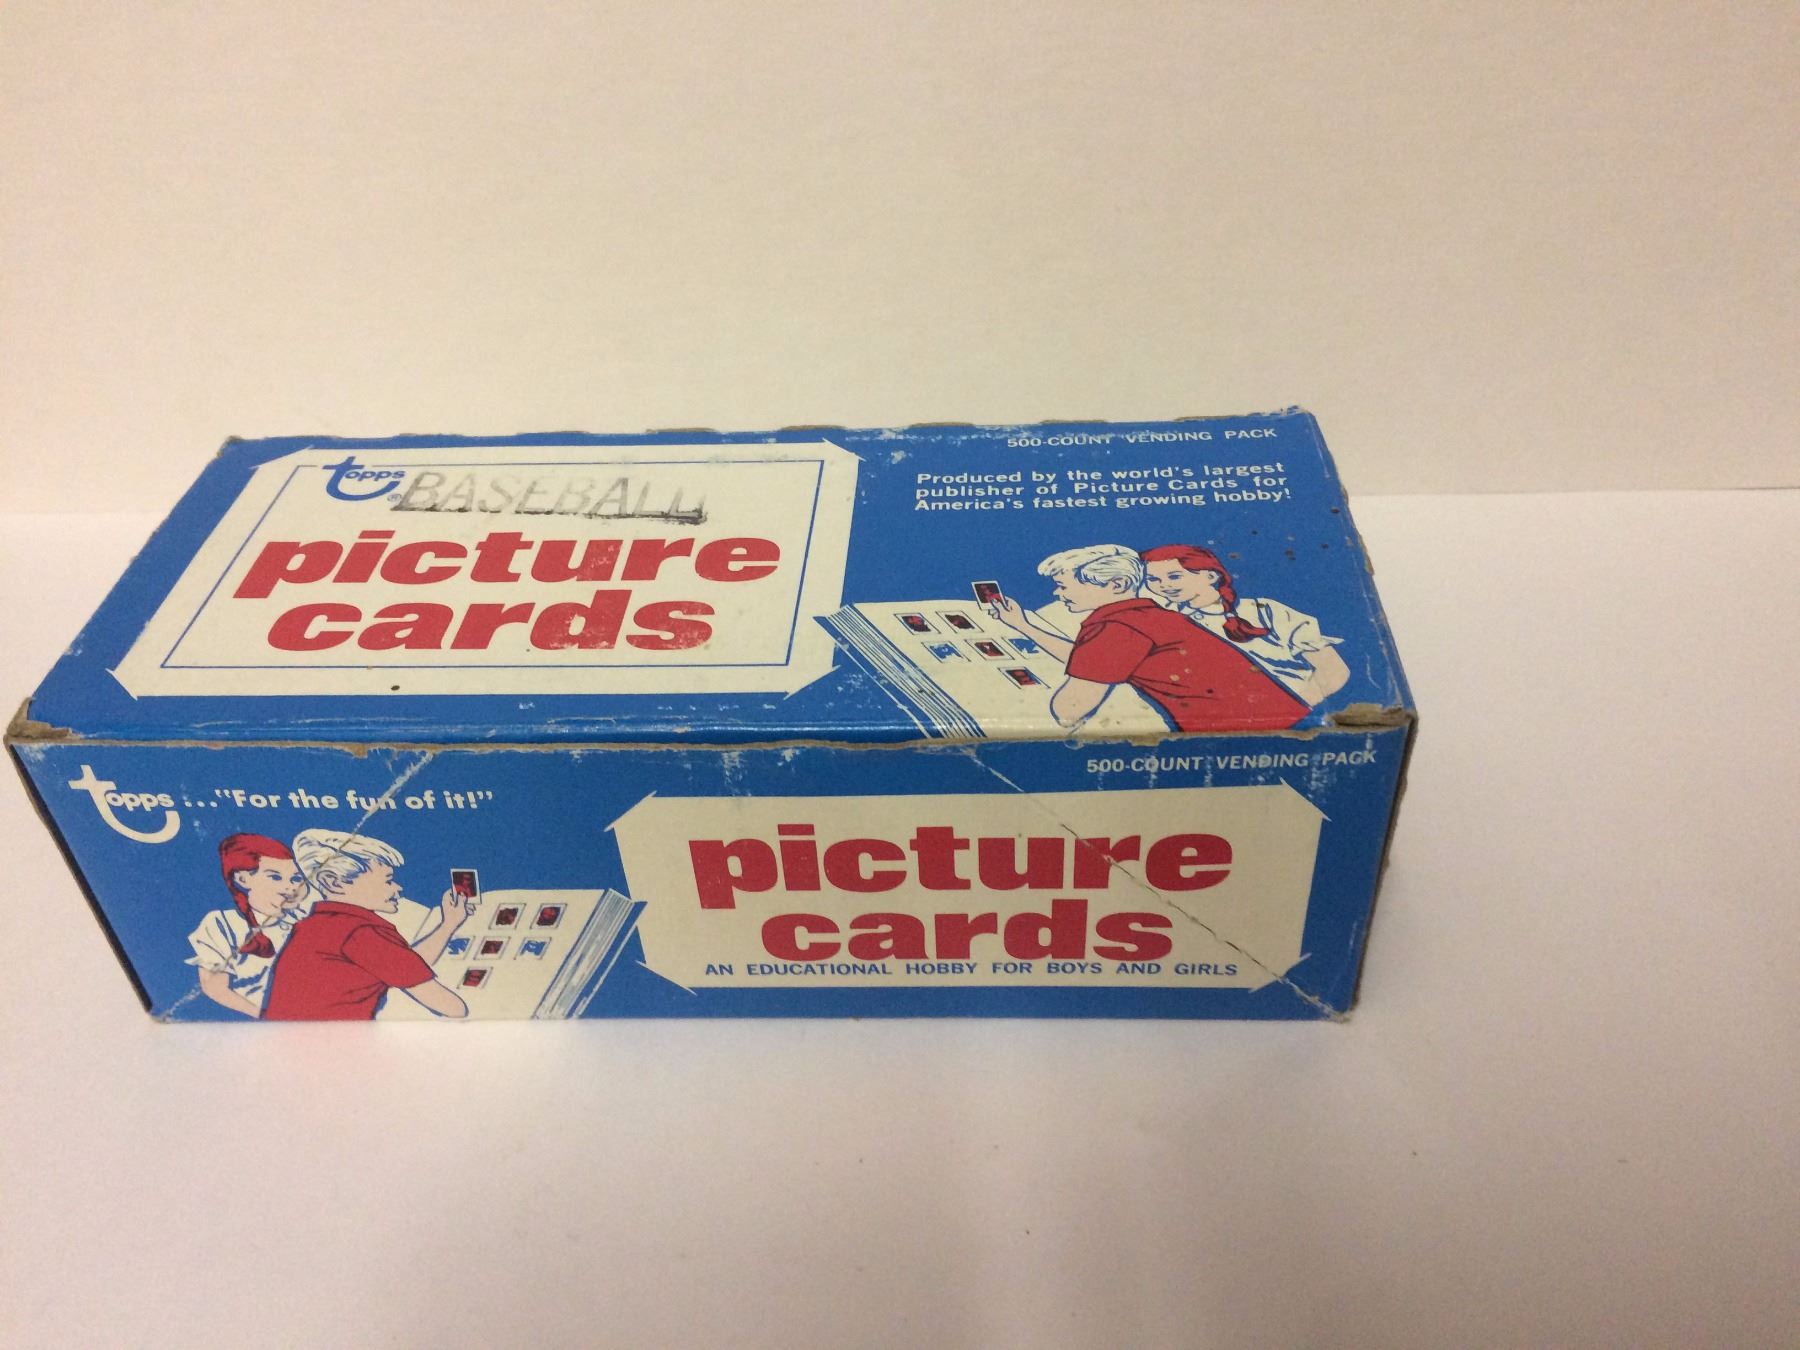 500-COUNT VENDING PACK
topps® BASEBALL
picture
cards
Produced by the world's largest
publisher of Picture Cards for
America's fastest growing hobby!
500-COUNT VENDING PACK
topps ..."For the fun of it!"
picture
cards
AN EDUCATIONAL HOBBY FOR BOYS AND GIRLS